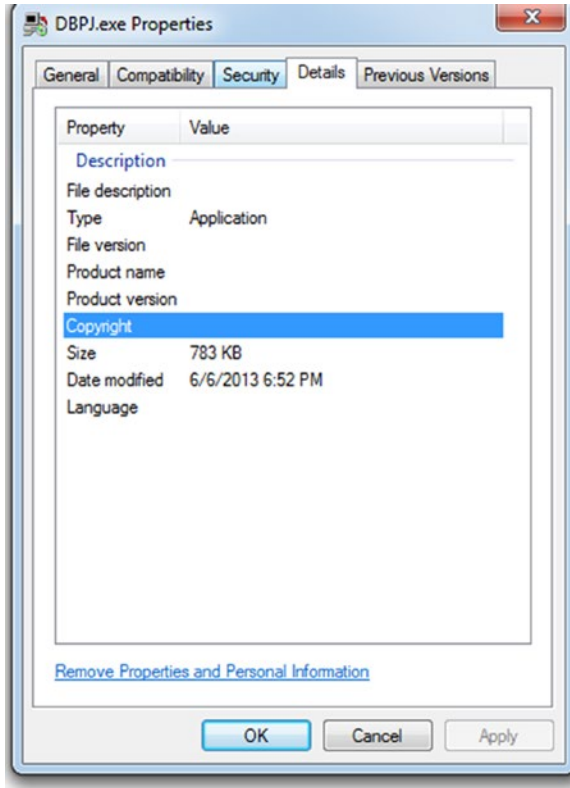 DBPJ.exe Properties
General Compatibility Security Details Previous Versions
Property Value
Description
File description
Type Application
File version
Product name
Product version
Copyright
Size 783 KB
Date modified 6/6/2013 6:52 PM
Language
Remove Properties and Personal Information
OK Cancel Apply